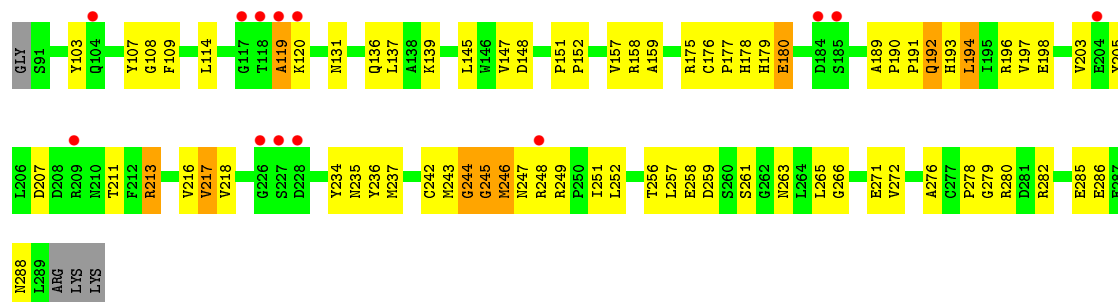 GLY S91 Y103 Q104 Y107 G108 F109 L114 G117 T118 A119 K120 N131 Q136 L137 A138 K139 L145 W146 V147 D148 P151 P152 V157 R158 A159 R175 C176 P177 H178 H179 E180 D184 S185 A189 P190 P191 Q192 H193 L194 I195 R196 V197 E198 V203 E204 Y205
L206 D207 D208 R209 N210 T211 F212 R213 V216 V217 V218 G226 S227 D228 Y234 N235 Y236 M237 C242 M243 G244 G245 M246 N247 R248 R249 P250 I251 L252 T256 L257 E258 D259 S260 S261 G262 N263 L264 L265 G266 E271 V272 A276 C277 P278 G279 R280 D281 R282 E285 E286 E287
N288 L289 ARG LYS LYS